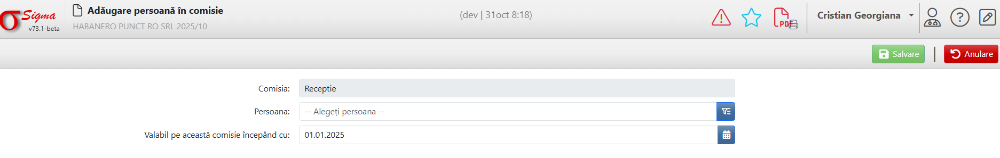 Sigma
v73.1-beta
Adăugare persoană în comisie
HABANERO PUNCT RO SRL 2025/10
(dev | 31oct 8:18)
PDF
Cristian Georgiana
Salvare
Anulare
Comisia: Receptie
Persoana: -- Alegeți persoana --
Valabil pe această comisie începând cu: 01.01.2025